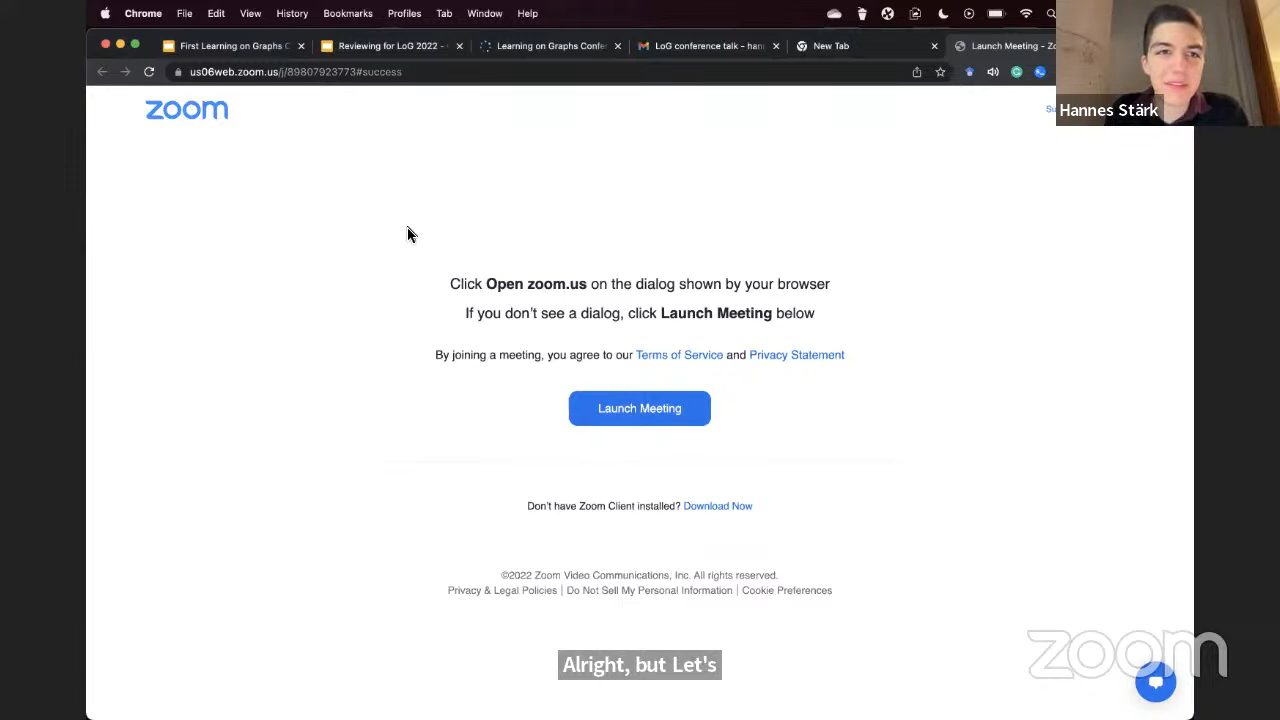 Chrome File Edit View History Bookmarks Profiles Tab Window Help
First Learning on Graphs C
Reviewing for LoG 2022 -
Learning on Graphs Confe
LoG conference talk - han
New Tab
Launch Meeting - Zo
us06web.zoom.us/j/89807923773#success
zoom
Su
Hannes Stärk
Click Open zoom.us on the dialog shown by your browser
If you don't see a dialog, click Launch Meeting below
By joining a meeting, you agree to our Terms of Service and Privacy Statement
Launch Meeting
Don't have Zoom Client installed? Download Now
©2022 Zoom Video Communications, Inc. All rights reserved.
Privacy & Legal Policies | Do Not Sell My Personal Information | Cookie Preferences
Alright, but Let's
zoom